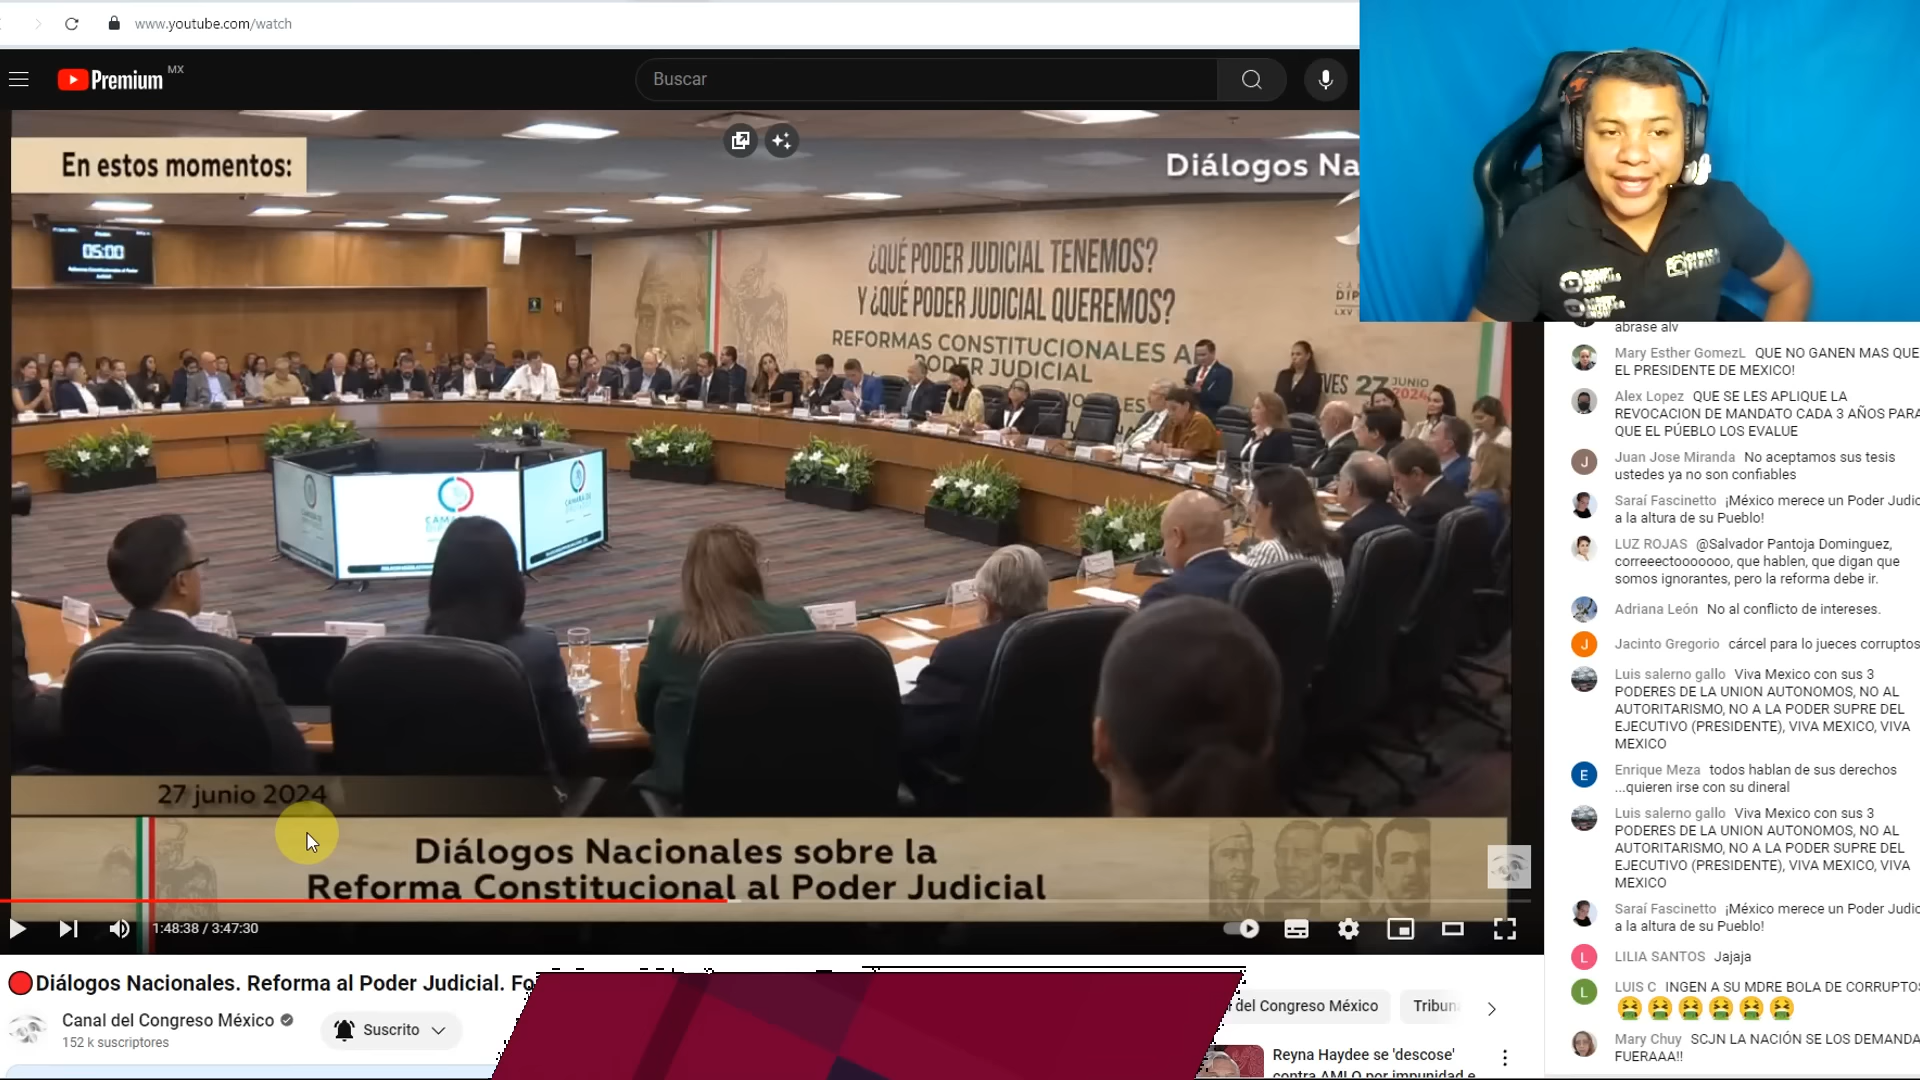 www.youtube.com/watch
Premium MX
Buscar
En estos momentos:
Diálogos Na
05:00
¿QUÉ PODER JUDICIAL TENEMOS?
Y ¿QUÉ PODER JUDICIAL QUEREMOS?
REFORMAS CONSTITUCIONALES A
PODER JUDICIAL
VES 27 JUNIO
2024
27 junio 2024
Diálogos Nacionales sobre la
Reforma Constitucional al Poder Judicial
1:48:38 / 3:47:30
Diálogos Nacionales. Reforma al Poder Judicial. Fo
Canal del Congreso México
152 k suscriptores
Suscrito
del Congreso México
Tribun
Reyna Haydee se 'descose'
contra AMLO por impunidad e
abrase alv
Mary Esther GomezL QUE NO GANEN MAS QUE
EL PRESIDENTE DE MEXICO!
Alex Lopez QUE SE LES APLIQUE LA
REVOCACION DE MANDATO CADA 3 AÑOS PARA
QUE EL PÚEBLO LOS EVALUE
J
Juan Jose Miranda No aceptamos sus tesis
ustedes ya no son confiables
Saraí Fascinetto ¡México merece un Poder Judic
a la altura de su Pueblo!
LUZ ROJAS @Salvador Pantoja Dominguez,
correeectooooooo, que hablen, que digan que
somos ignorantes, pero la reforma debe ir.
Adriana León No al conflicto de intereses.
J
Jacinto Gregorio cárcel para lo jueces corruptos
Luis salerno gallo Viva Mexico con sus 3
PODERES DE LA UNION AUTONOMOS, NO AL
AUTORITARISMO, NO A LA PODER SUPRE DEL
EJECUTIVO (PRESIDENTE), VIVA MEXICO, VIVA
MEXICO
E
Enrique Meza todos hablan de sus derechos
...quieren irse con su dineral
Luis salerno gallo Viva Mexico con sus 3
PODERES DE LA UNION AUTONOMOS, NO AL
AUTORITARISMO, NO A LA PODER SUPRE DEL
EJECUTIVO (PRESIDENTE), VIVA MEXICO, VIVA
MEXICO
Saraí Fascinetto ¡México merece un Poder Judic
a la altura de su Pueblo!
L
LILIA SANTOS Jajaja
L
LUIS C INGEN A SU MDRE BOLA DE CORRUPTOS
🤮🤮🤮🤮🤮🤮
Mary Chuy SCJN LA NACIÓN SE LOS DEMANDA
FUERAAA!!